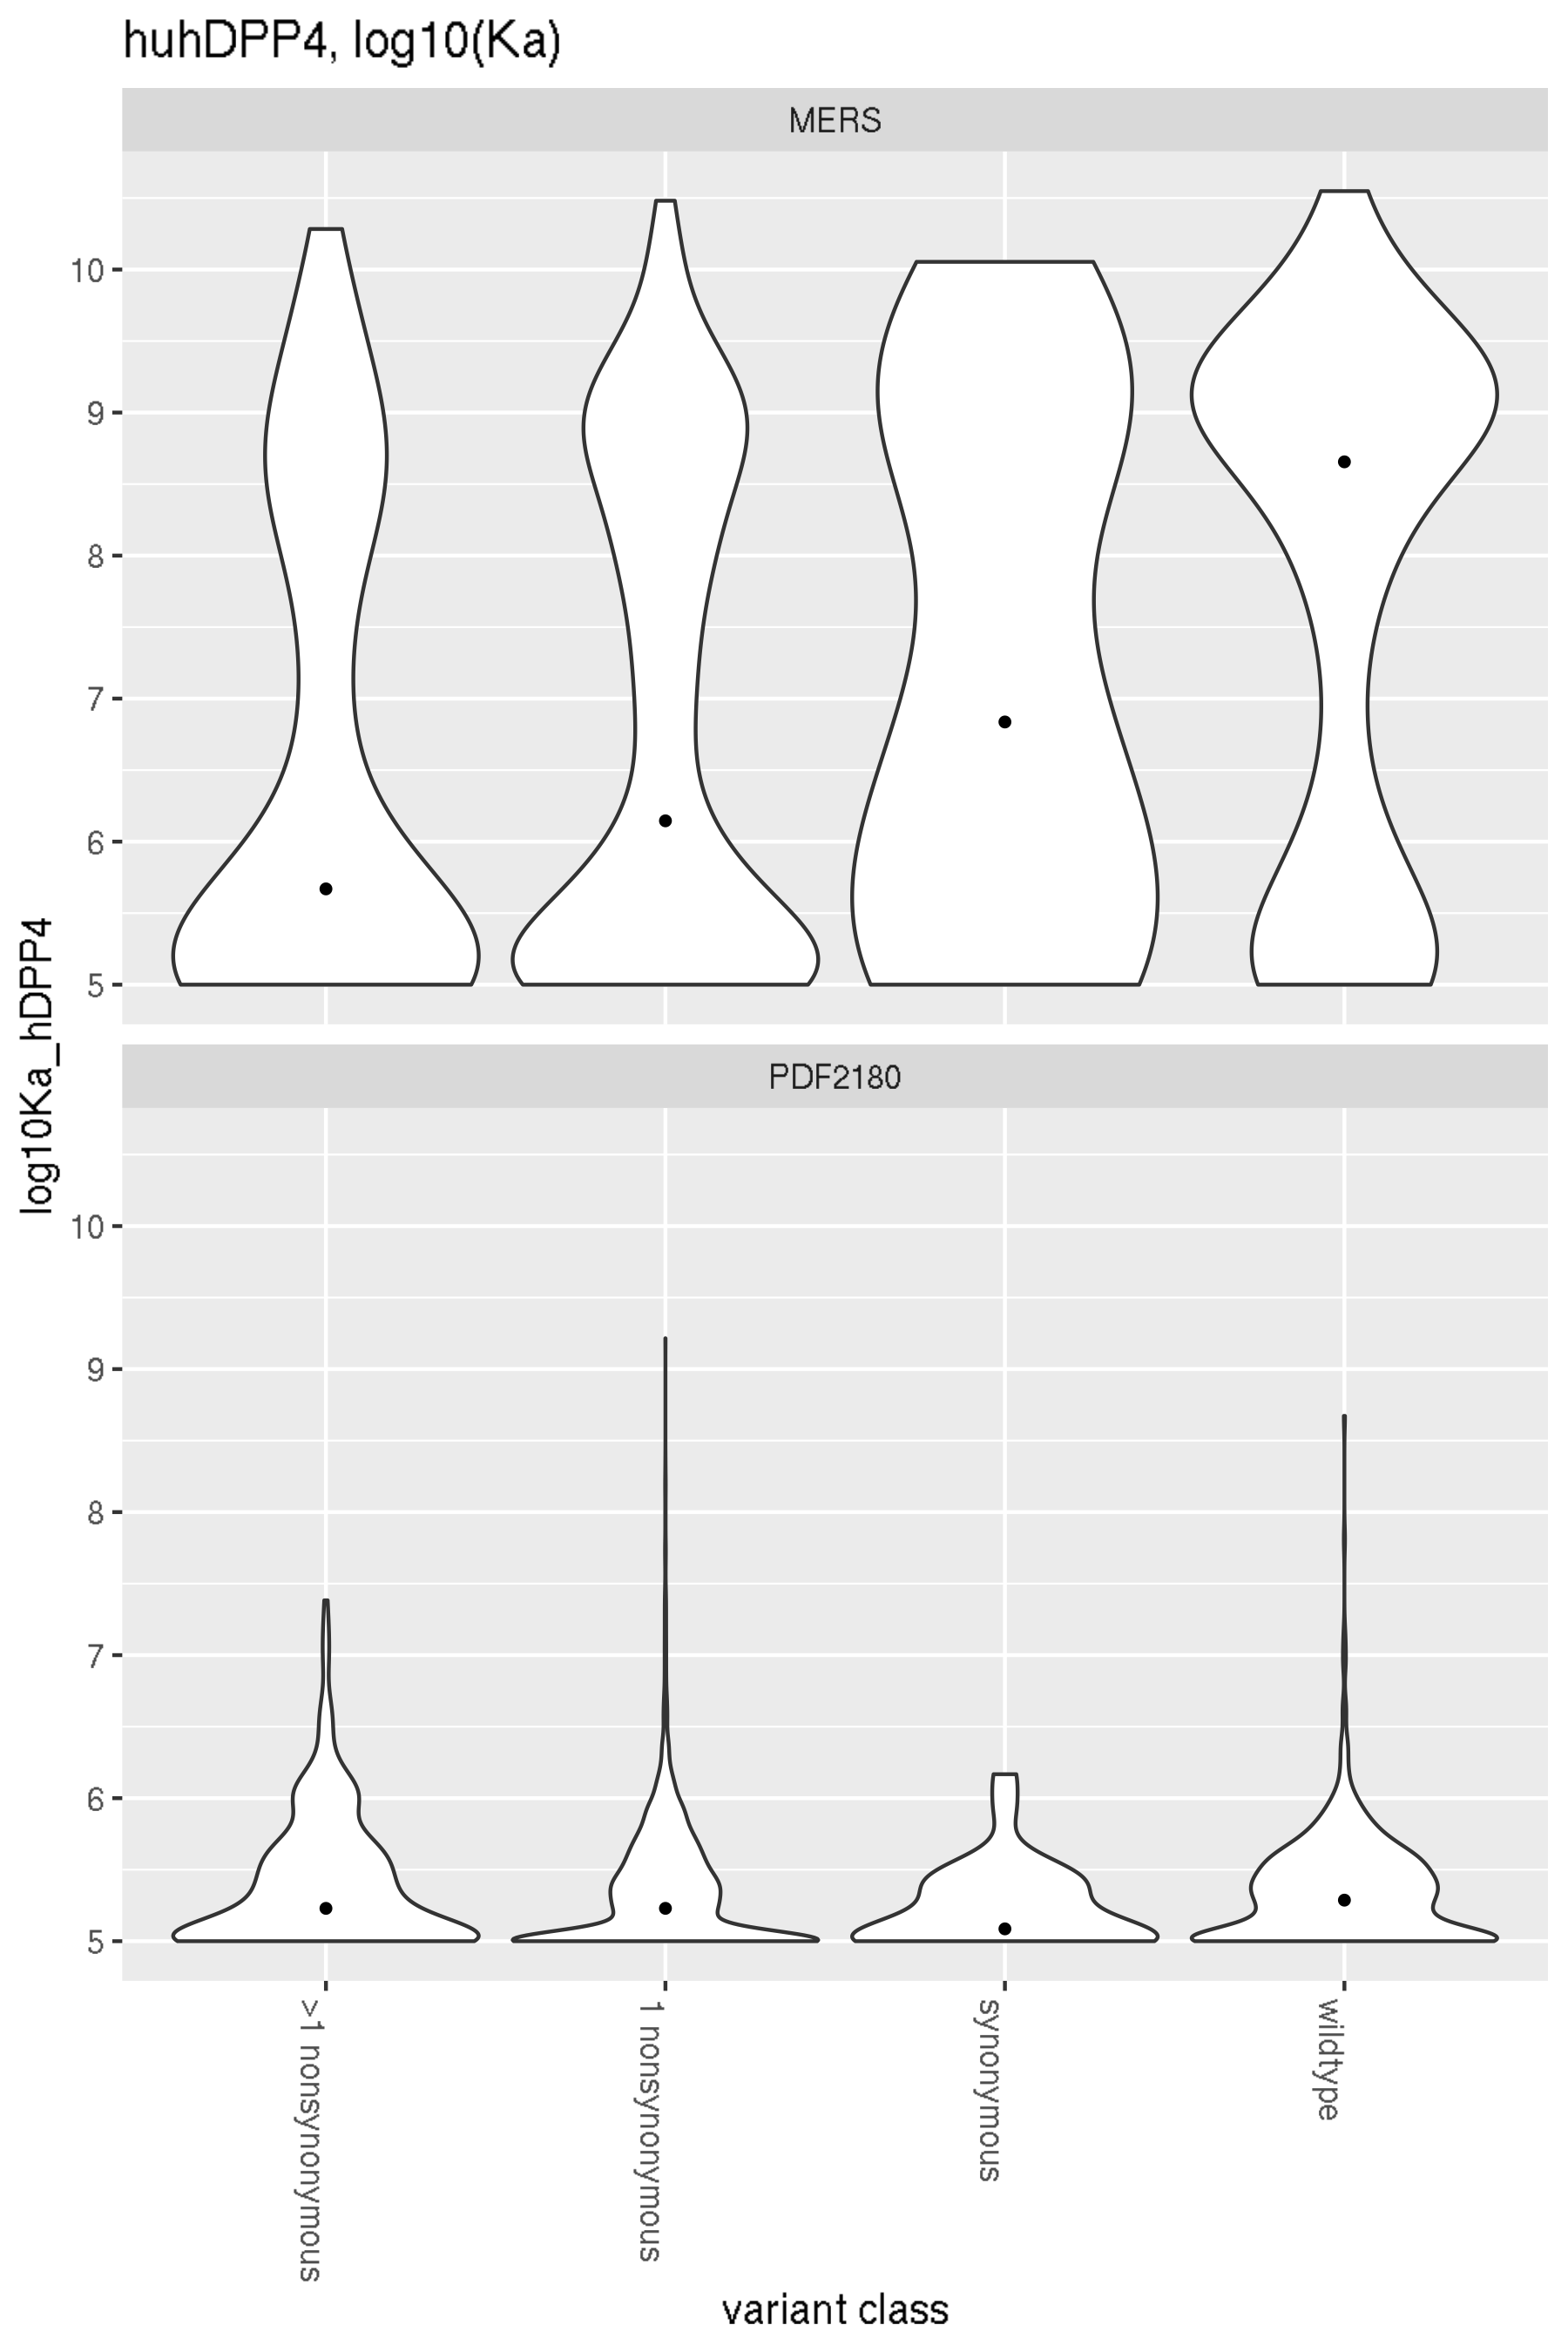 huhDPP4, log10(Ka)
MERS
10
9
8
7
6
5
log10Ka_hDPP4
PDF2180
10
9
8
7
6
5
>1 nonsynonymous
1 nonsynonymous
synonymous
wildtype
variant class